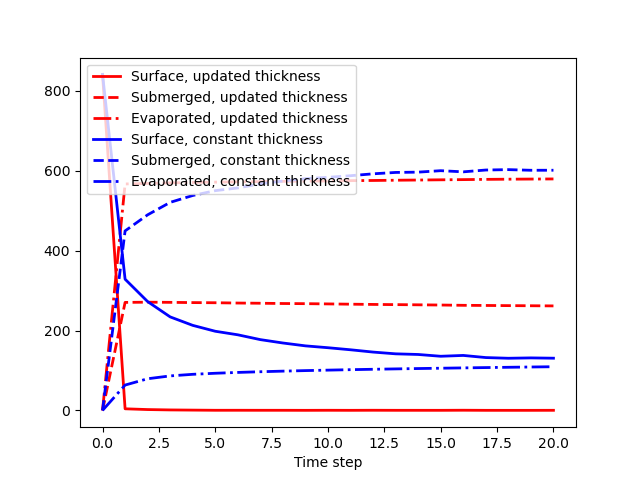 Surface, updated thickness
Submerged, updated thickness
Evaporated, updated thickness
Surface, constant thickness
Submerged, constant thickness
Evaporated, constant thickness
800
600
400
200
0
0.0 2.5 5.0 7.5 10.0 12.5 15.0 17.5 20.0
Time step